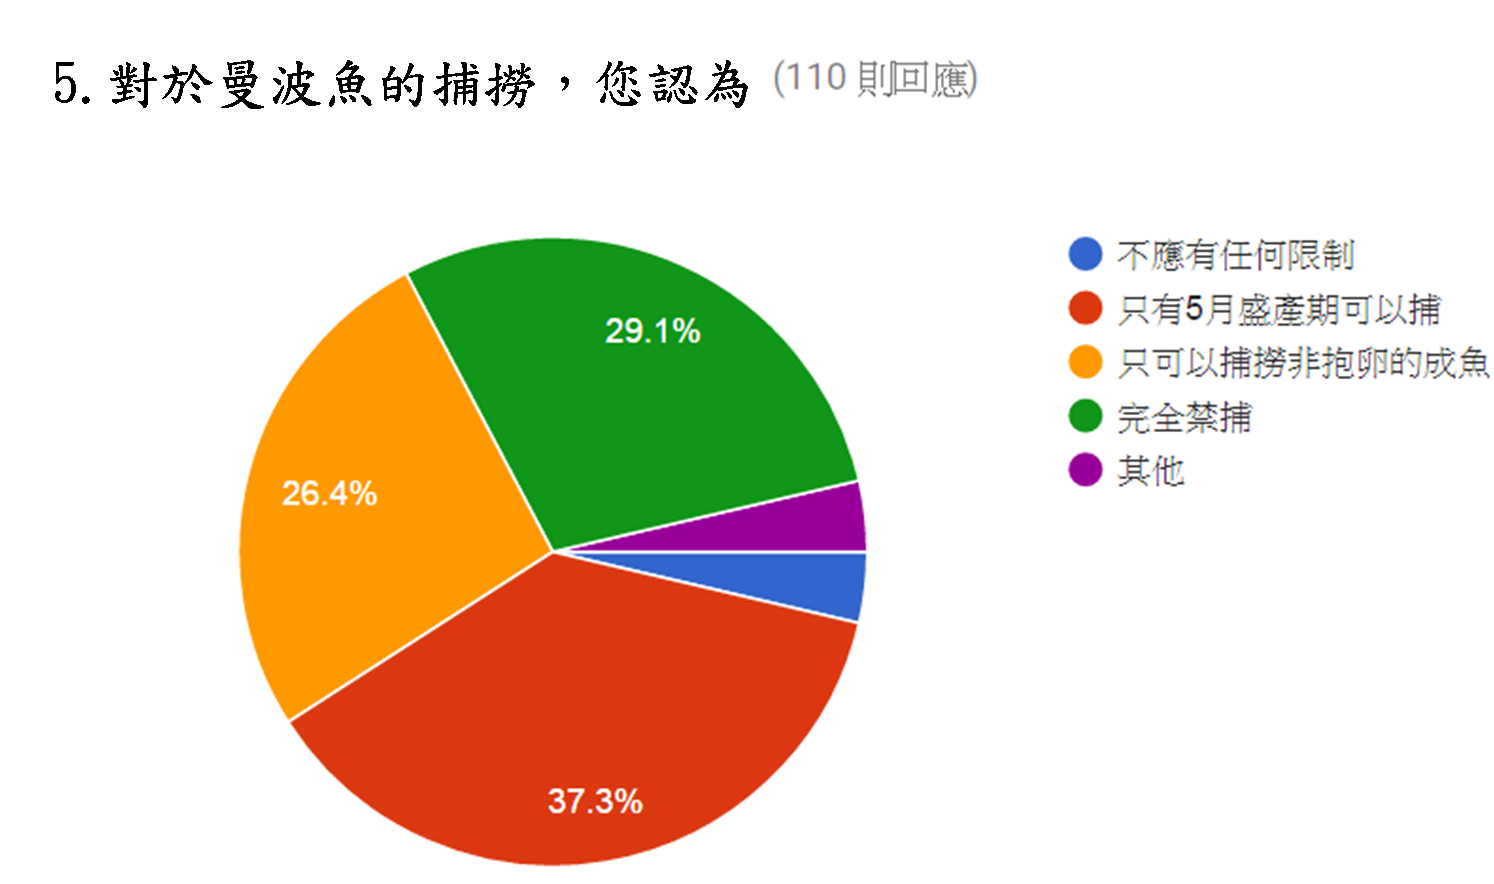 5.對於曼波魚的捕撈，您認為 (110 則回應)
不應有任何限制
只有5月盛產期可以捕
只可以捕撈非抱卵的成魚
完全禁捕
其他
29.1%
26.4%
37.3%